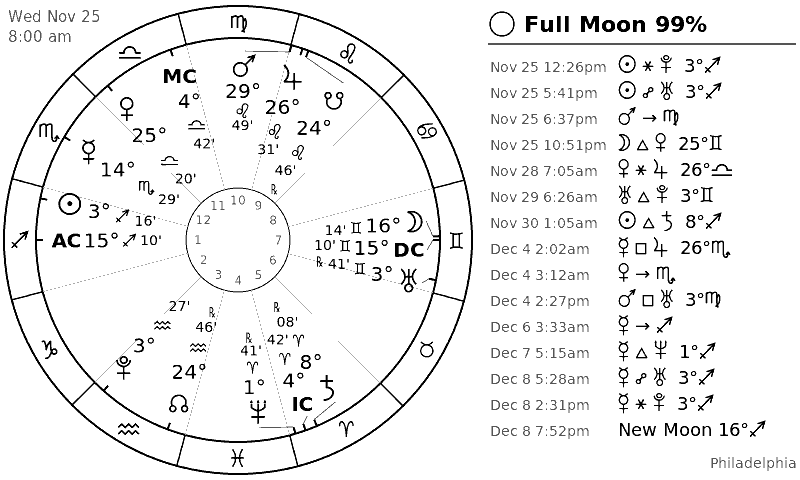 Wed Nov 25
8:00 am
MC
4°
♎
42'
♂
29°
♌
49'
♃
26°
♌
31'
☋
24°
♌
46'
℞
♀
25°
♎
20'
☿
14°
♏
29'
☉ 3° ♐ 16'
AC 15° ♐ 10'
14' ♊ 16° ☽
10' ♊ 15° DC
℞ 41' ♊ 3° ♅
10
11
9
12
8
1
7
2
6
3
5
4
27'
♒
3°
♇
℞
46'
♒
24°
☊
℞
41'
♈
1°
♆
42'
♈
4°
IC
℞
08'
♈
8°
♄
♍
♌
♋
♊
♉
♈
♓
♒
♑
♐
♏
♎
○ Full Moon 99%
Nov 25 12:26pm ☉ ⚹ ♇ 3°♐
Nov 25 5:41pm ☉ ☍ ♅ 3°♐
Nov 25 6:37pm ♂ → ♍
Nov 25 10:51pm ☽ △ ♀ 25°♊
Nov 28 7:05am ♀ ⚹ ♃ 26°♎
Nov 29 6:26am ♅ △ ♇ 3°♊
Nov 30 1:05am ☉ △ ♄ 8°♐
Dec 4 2:02am ☿ □ ♃ 26°♏
Dec 4 3:12am ♀ → ♏
Dec 4 2:27pm ♂ □ ♅ 3°♍
Dec 6 3:33am ☿ → ♐
Dec 7 5:15am ☿ △ ♆ 1°♐
Dec 8 5:28am ☿ ☍ ♅ 3°♐
Dec 8 2:31pm ☿ ⚹ ♇ 3°♐
Dec 8 7:52pm New Moon 16°♐
Philadelphia